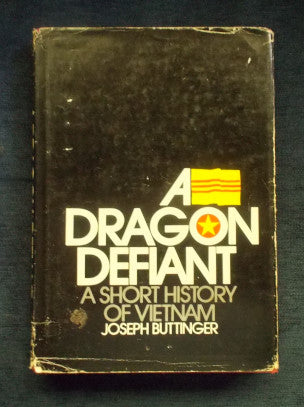 A
DRAGON
DEFIANT
A SHORT HISTORY
OF VIETNAM
JOSEPH BUTTINGER